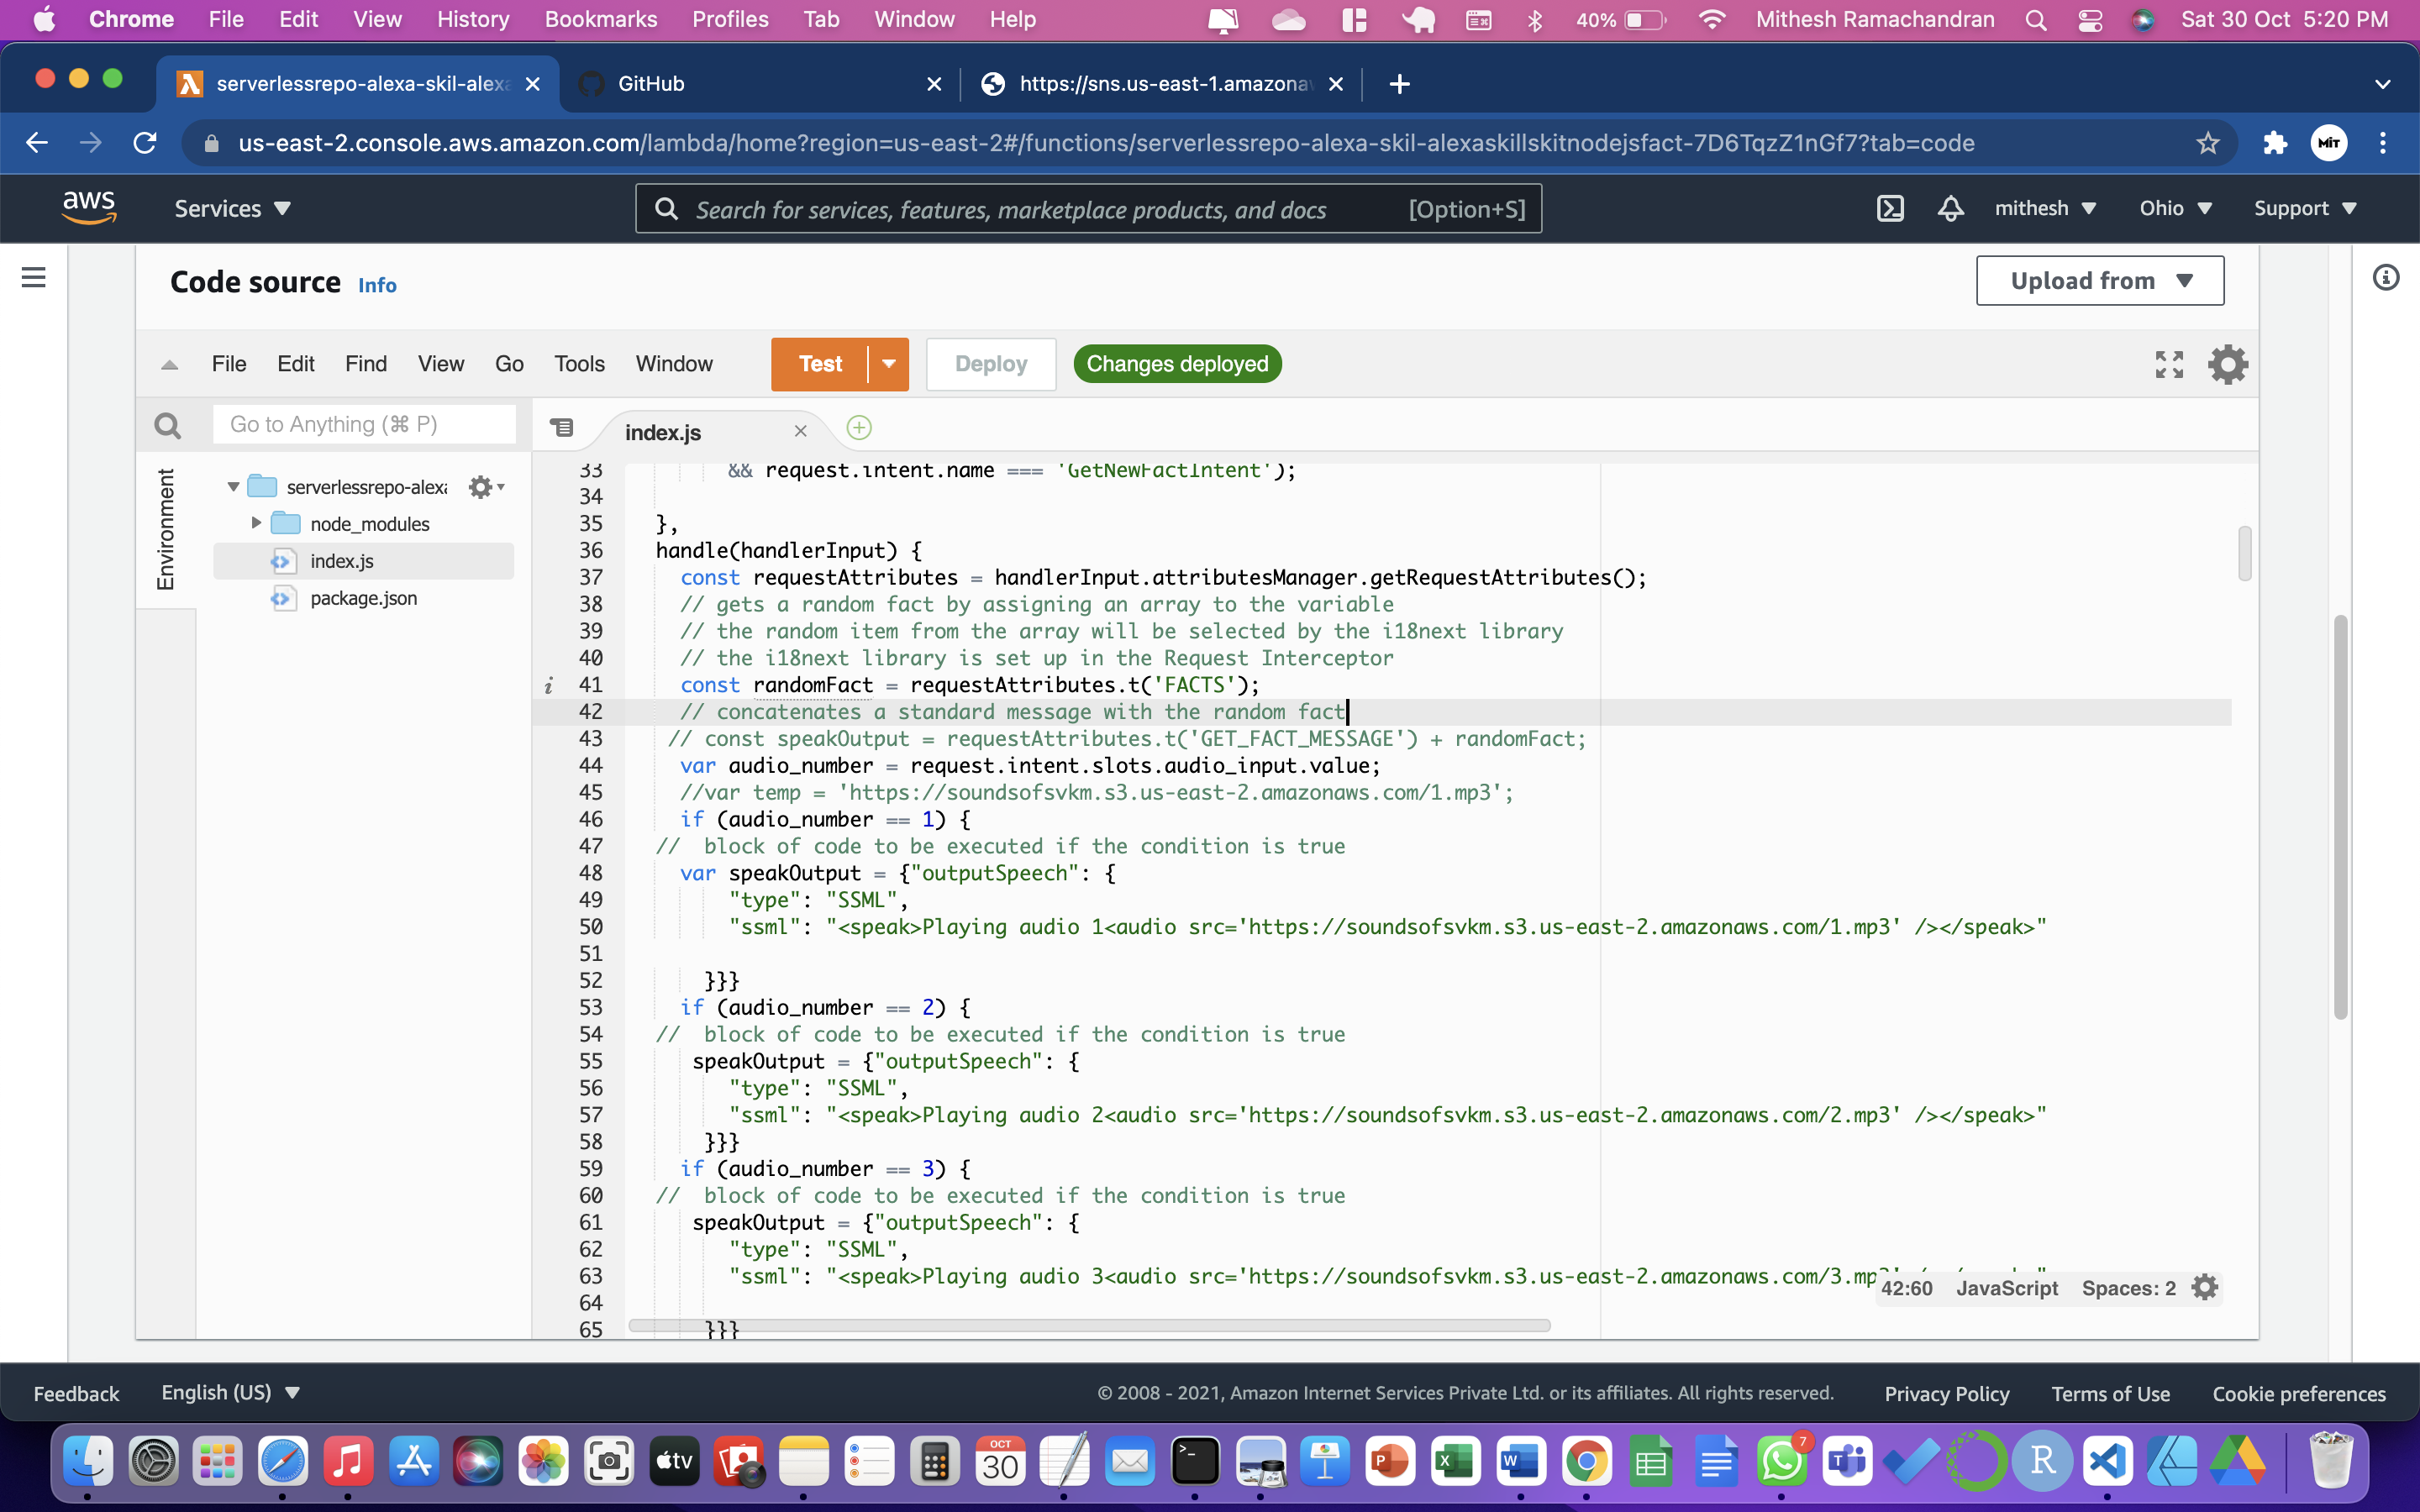 Chrome File Edit View History Bookmarks Profiles Tab Window Help 40% Mithesh Ramachandran Sat 30 Oct 5:20 PM
serverlessrepo-alexa-skil-alexa GitHub https://sns.us-east-1.amazonaw
us-east-2.console.aws.amazon.com/lambda/home?region=us-east-2#/functions/serverlessrepo-alexa-skil-alexaskillskitnodejsfact-7D6TqzZ1nGf7?tab=code MiT
aws Services Search for services, features, marketplace products, and docs [Option+S] mithesh Ohio Support
Code source Info Upload from
File Edit Find View Go Tools Window Test Deploy Changes deployed
Go to Anything (⌘ P) index.js
Environment
serverlessrepo-alexa
node_modules
index.js
package.json
33 && request.intent.name === 'GetNewFactIntent');
34
35 },
36 handle(handlerInput) {
37 const requestAttributes = handlerInput.attributesManager.getRequestAttributes();
38 // gets a random fact by assigning an array to the variable
39 // the random item from the array will be selected by the i18next library
40 // the i18next library is set up in the Request Interceptor
41 const randomFact = requestAttributes.t('FACTS');
42 // concatenates a standard message with the random fact
43 // const speakOutput = requestAttributes.t('GET_FACT_MESSAGE') + randomFact;
44 var audio_number = request.intent.slots.audio_input.value;
45 //var temp = 'https://soundsofsvkm.s3.us-east-2.amazonaws.com/1.mp3';
46 if (audio_number == 1) {
47 // block of code to be executed if the condition is true
48 var speakOutput = {"outputSpeech": {
49 "type": "SSML",
50 "ssml": "<speak>Playing audio 1<audio src='https://soundsofsvkm.s3.us-east-2.amazonaws.com/1.mp3' /></speak>"
51
52 }}}
53 if (audio_number == 2) {
54 // block of code to be executed if the condition is true
55 speakOutput = {"outputSpeech": {
56 "type": "SSML",
57 "ssml": "<speak>Playing audio 2<audio src='https://soundsofsvkm.s3.us-east-2.amazonaws.com/2.mp3' /></speak>"
58 }}}
59 if (audio_number == 3) {
60 // block of code to be executed if the condition is true
61 speakOutput = {"outputSpeech": {
62 "type": "SSML",
63 "ssml": "<speak>Playing audio 3<audio src='https://soundsofsvkm.s3.us-east-2.amazonaws.com/3.mp
64
65 }}}
42:60 JavaScript Spaces: 2
Feedback English (US) © 2008 - 2021, Amazon Internet Services Private Ltd. or its affiliates. All rights reserved. Privacy Policy Terms of Use Cookie preferences
tv OCT 30 P X W 7 R